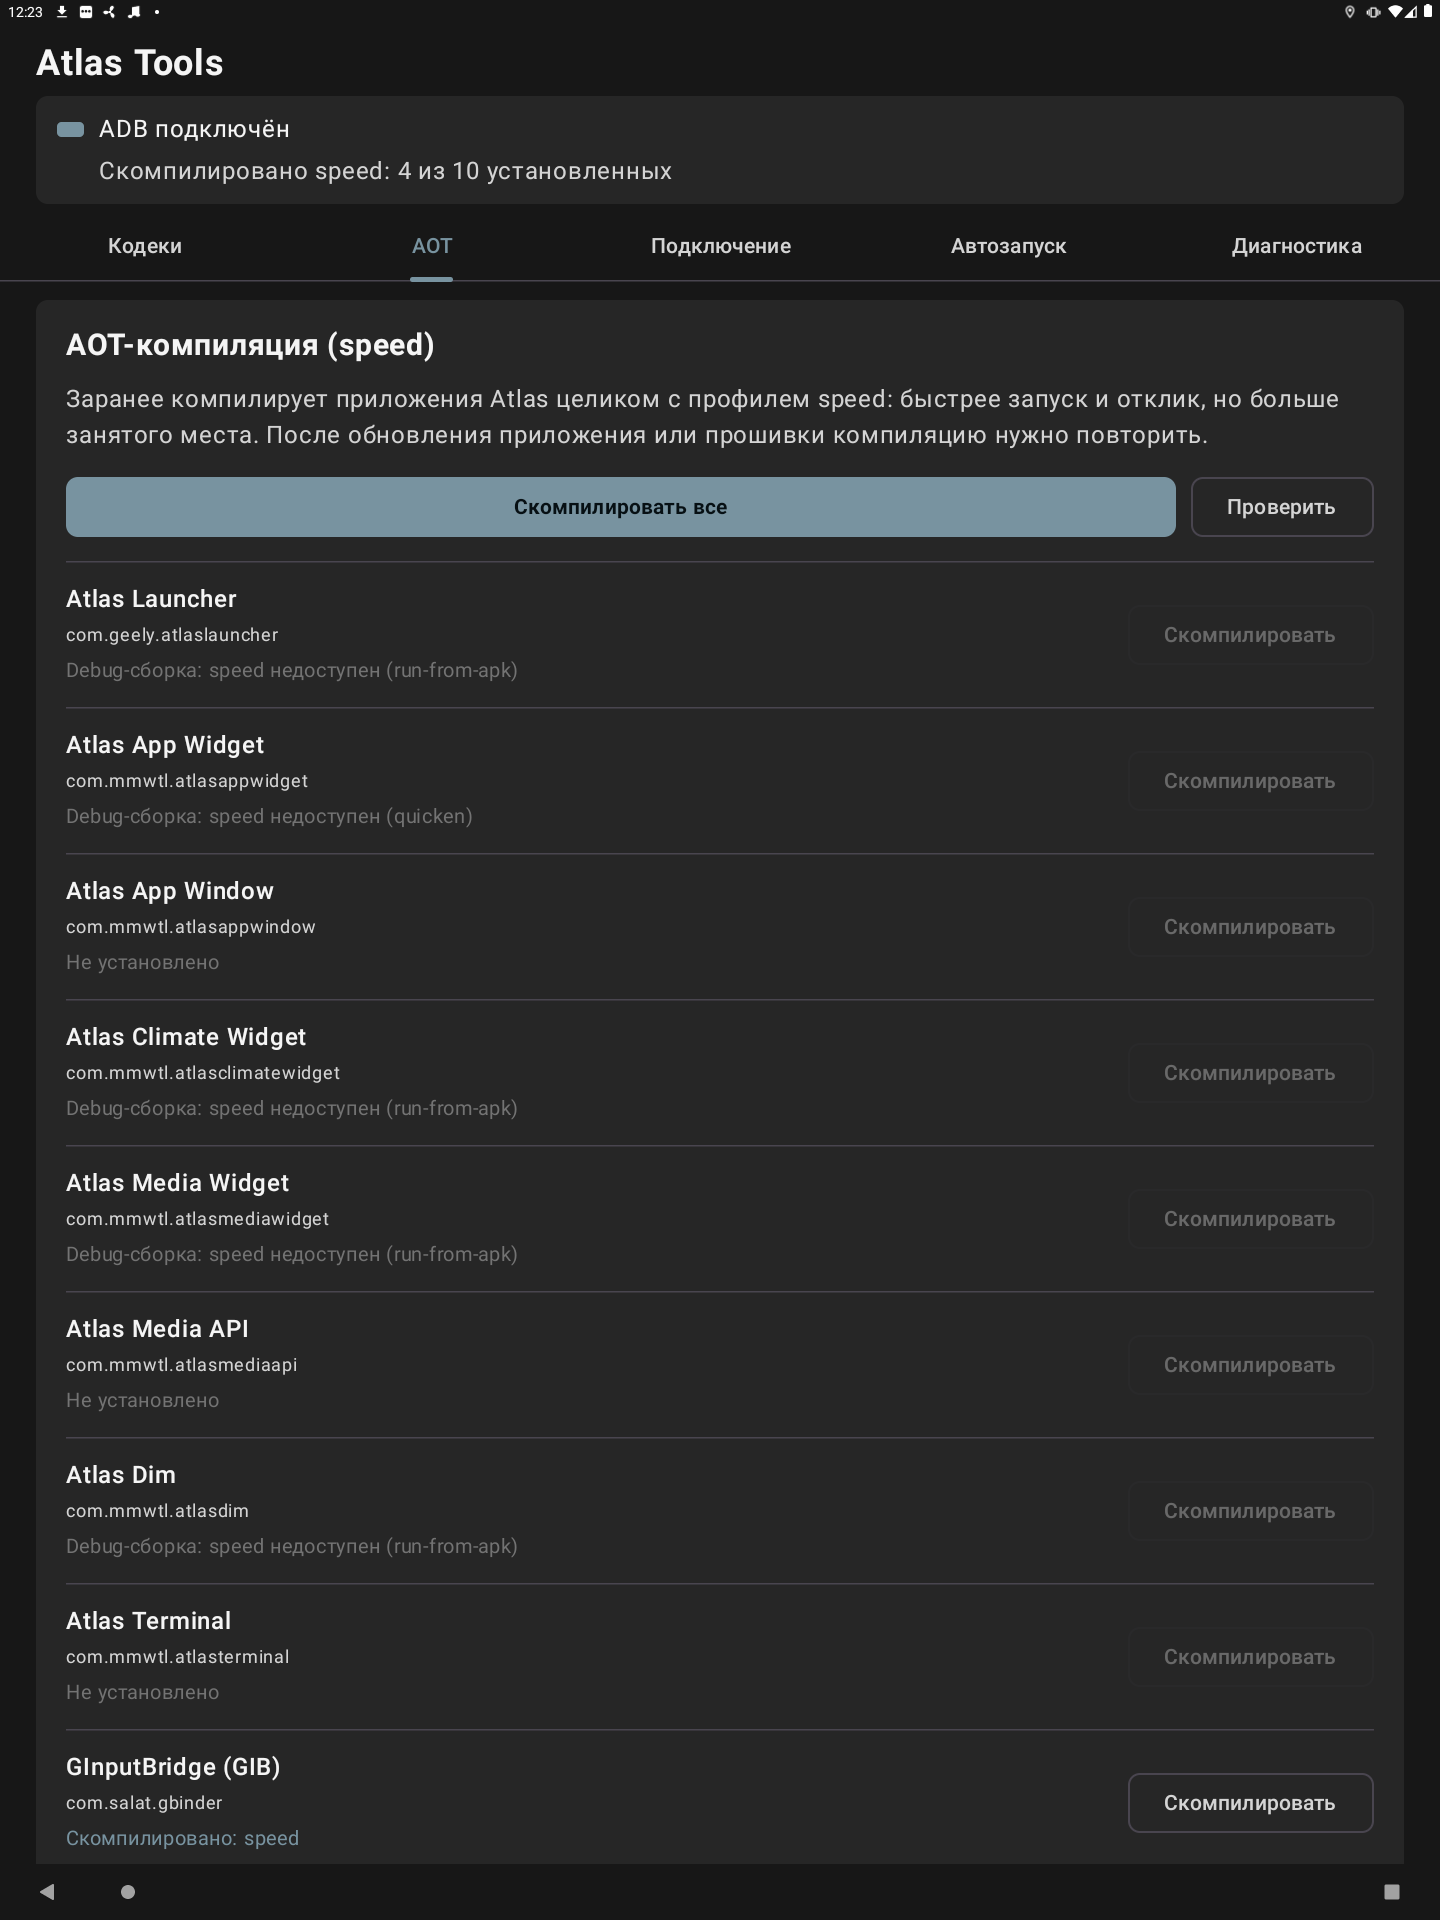 12:23
Atlas Tools
ADB подключён
Скомпилировано speed: 4 из 10 установленных
Кодеки
AOT
Подключение
Автозапуск
Диагностика
AOT-компиляция (speed)
Заранее компилирует приложения Atlas целиком с профилем speed: быстрее запуск и отклик, но больше
занятого места. После обновления приложения или прошивки компиляцию нужно повторить.
Скомпилировать все
Проверить
Atlas Launcher
com.geely.atlaslauncher
Debug-сборка: speed недоступен (run-from-apk)
Скомпилировать
Atlas App Widget
com.mmwtl.atlasappwidget
Debug-сборка: speed недоступен (quicken)
Скомпилировать
Atlas App Window
com.mmwtl.atlasappwindow
Не установлено
Скомпилировать
Atlas Climate Widget
com.mmwtl.atlasclimatewidget
Debug-сборка: speed недоступен (run-from-apk)
Скомпилировать
Atlas Media Widget
com.mmwtl.atlasmediawidget
Debug-сборка: speed недоступен (run-from-apk)
Скомпилировать
Atlas Media API
com.mmwtl.atlasmediaapi
Не установлено
Скомпилировать
Atlas Dim
com.mmwtl.atlasdim
Debug-сборка: speed недоступен (run-from-apk)
Скомпилировать
Atlas Terminal
com.mmwtl.atlasterminal
Не установлено
Скомпилировать
GInputBridge (GIB)
com.salat.gbinder
Скомпилировано: speed
Скомпилировать